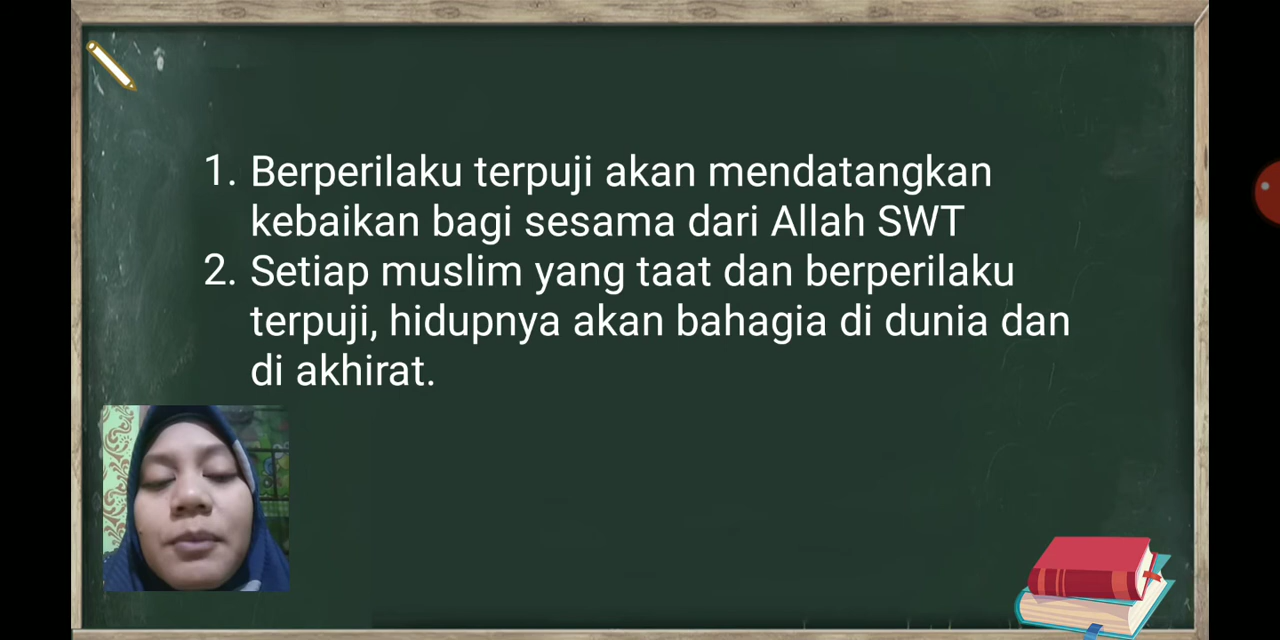 1. Berperilaku terpuji akan mendatangkan
kebaikan bagi sesama dari Allah SWT
2. Setiap muslim yang taat dan berperilaku
terpuji, hidupnya akan bahagia di dunia dan
di akhirat.